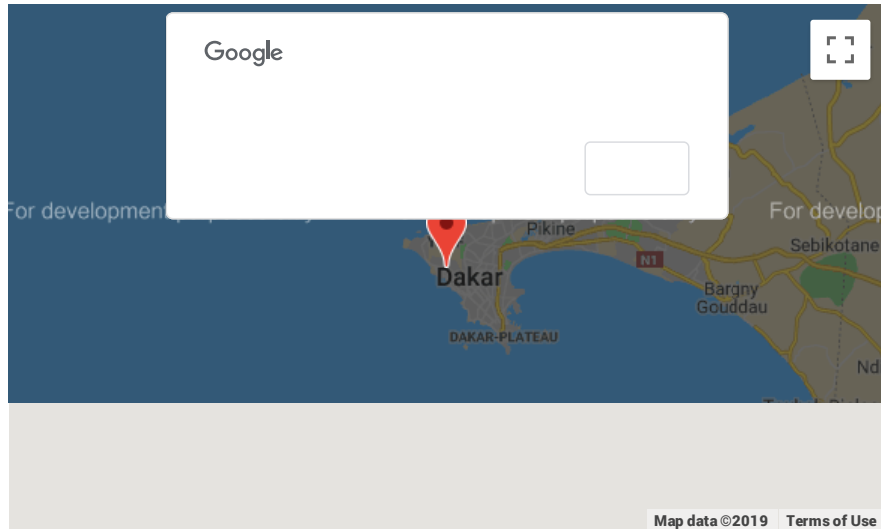 Google
For development
For develop
Pikine
Sebikotane
N1
Dakar
Bargny
Gouddau
DAKAR-PLATEAU
Nd
Map data ©2019 Terms of Use